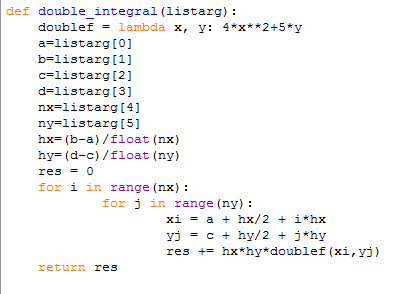 def double_integral(listarg):
    doublef = lambda x, y: 4*x**2+5*y
    a=listarg[0]
    b=listarg[1]
    c=listarg[2]
    d=listarg[3]
    nx=listarg[4]
    ny=listarg[5]
    hx=(b-a)/float(nx)
    hy=(d-c)/float(ny)
    res = 0
    for i in range(nx):
            for j in range(ny):
                    xi = a + hx/2 + i*hx
                    yj = c + hy/2 + j*hy
                    res += hx*hy*doublef(xi,yj)
    return res